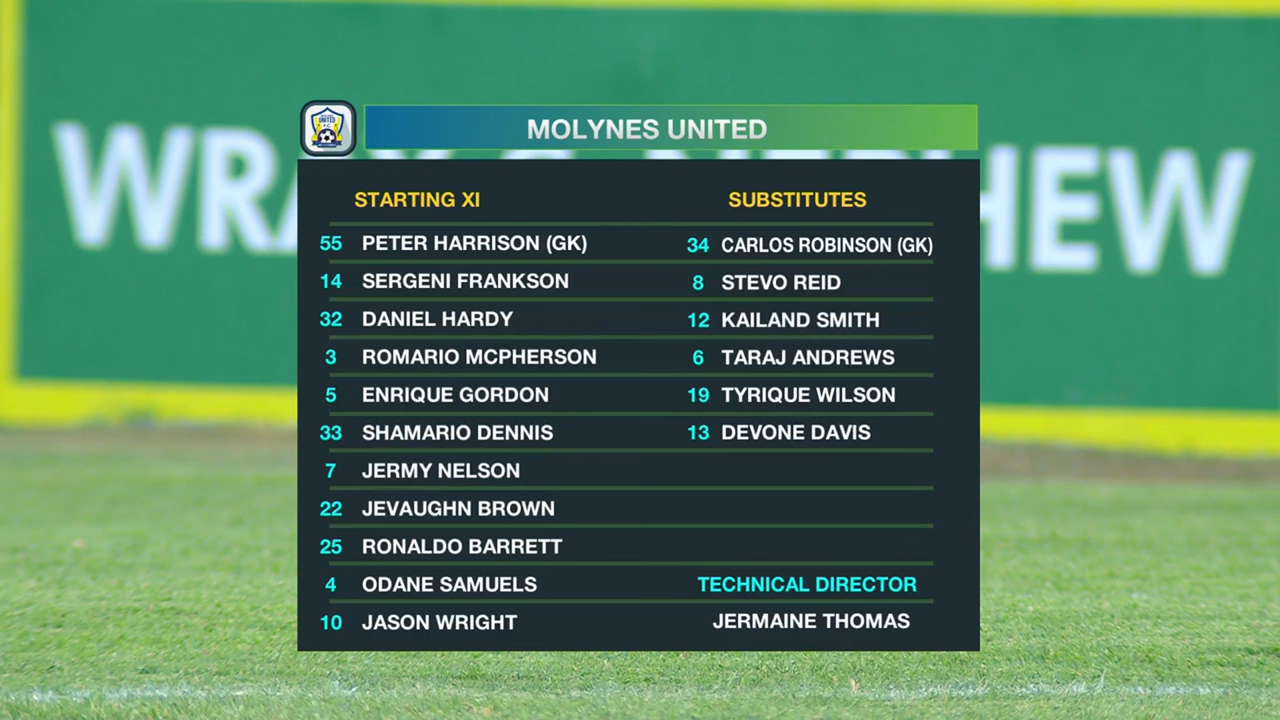 MOLYNES UNITED
STARTING XI
55 PETER HARRISON (GK)
14 SERGENI FRANKSON
32 DANIEL HARDY
3 ROMARIO MCPHERSON
5 ENRIQUE GORDON
33 SHAMARIO DENNIS
7 JERMY NELSON
22 JEVAUGHN BROWN
25 RONALDO BARRETT
4 ODANE SAMUELS
10 JASON WRIGHT
SUBSTITUTES
34 CARLOS ROBINSON (GK)
8 STEVO REID
12 KAILAND SMITH
6 TARAJ ANDREWS
19 TYRIQUE WILSON
13 DEVONE DAVIS
TECHNICAL DIRECTOR
JERMAINE THOMAS
UNITED